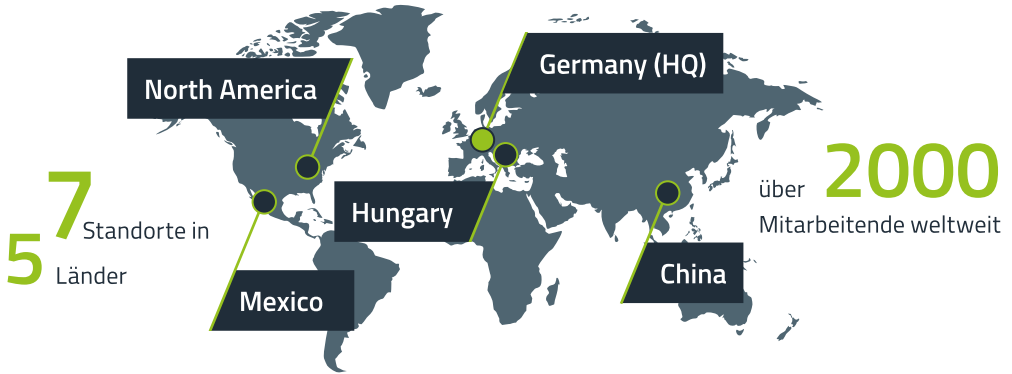 North America
Germany (HQ)
7 Standorte in
5 Länder
Hungary
Mexico
China
über 2000
Mitarbeitende weltweit